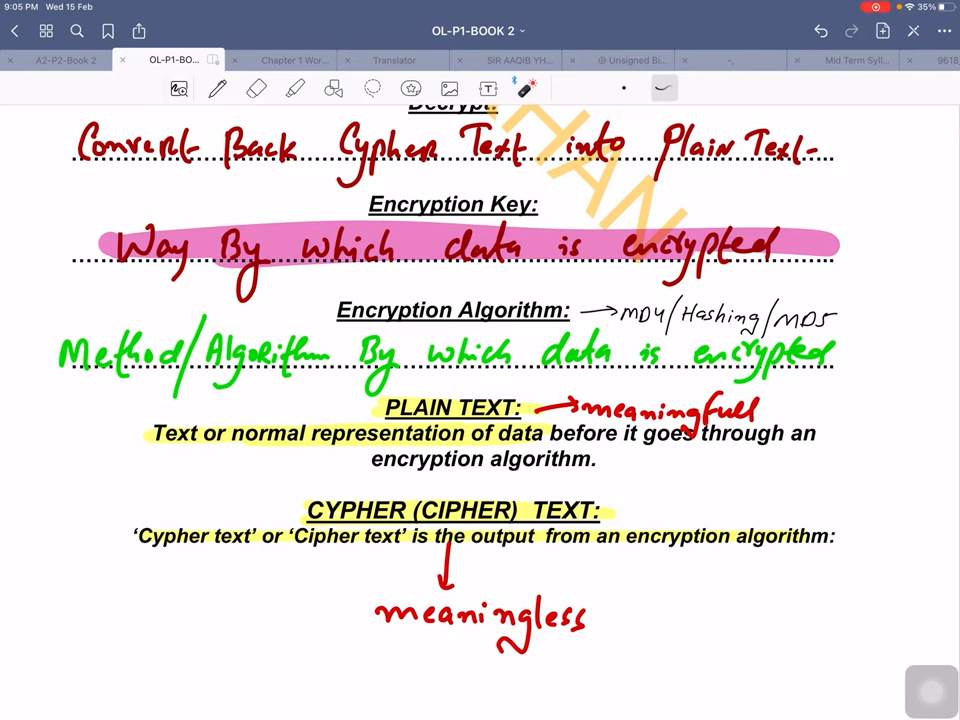 9:05 PM Wed 15 Feb
35%
OL-P1-BOOK 2
A2-P2-Book 2
OL-P1-BO...
Chapter 1 Wor...
Translator
SIR AAQIB YH...
Unsigned Bi...
-,
Mid Term Syll...
9618
Decrypt:
Convert Back Cypher Text into Plain Text-
HAN
Encryption Key:
Way By which data is encrypted
Encryption Algorithm: → MD4/Hashing/MD5
Method/Algorithm By which data is encrypted
PLAIN TEXT: → meaningfull
Text or normal representation of data before it goes through an
encryption algorithm.
CYPHER (CIPHER) TEXT:
‘Cypher text’ or ‘Cipher text’ is the output from an encryption algorithm:
meaningless